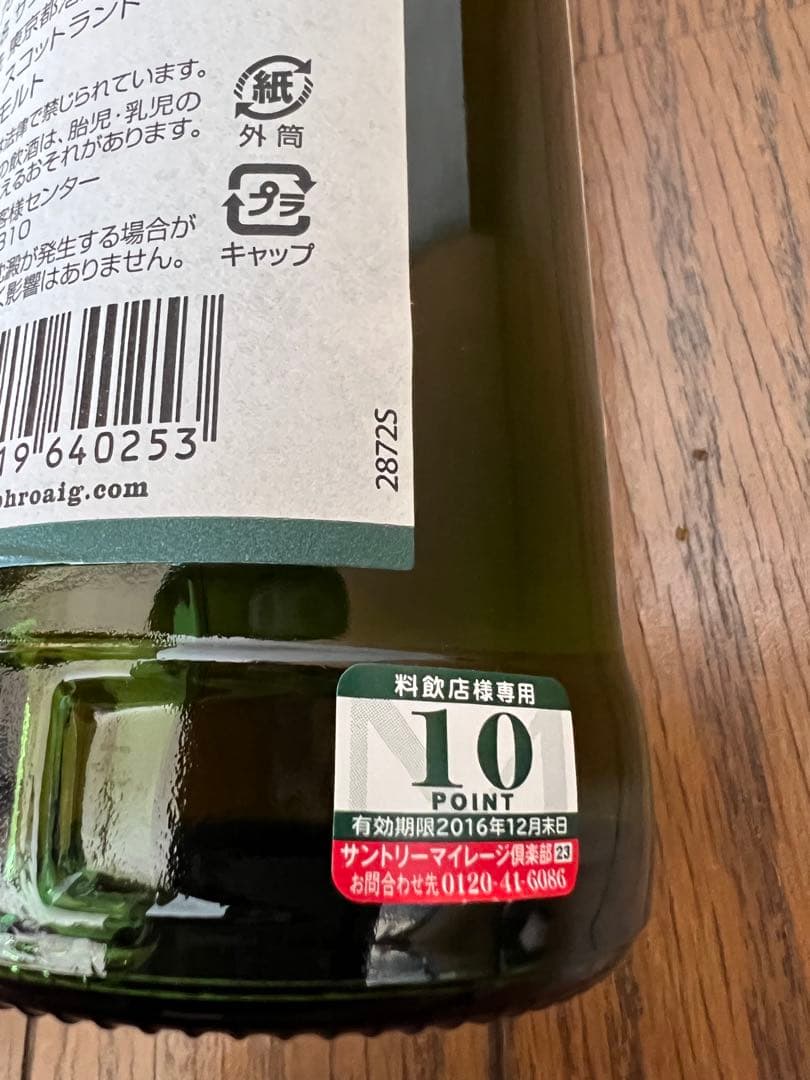 サン
東京都
スコットランド
モルト
法律で禁じられています。
の飲酒は、胎児・乳児の
えるおそれがあります。
客様センター
310
沈澱が発生する場合が
影響はありません。
紙
外筒
プラ
キャップ
19 640253
phroaig.com
2872S
料飲店様専用
10
POINT
有効期限2016年12月末日
サントリーマイレージ倶楽部 23
お問合わせ先 0120-41-6086